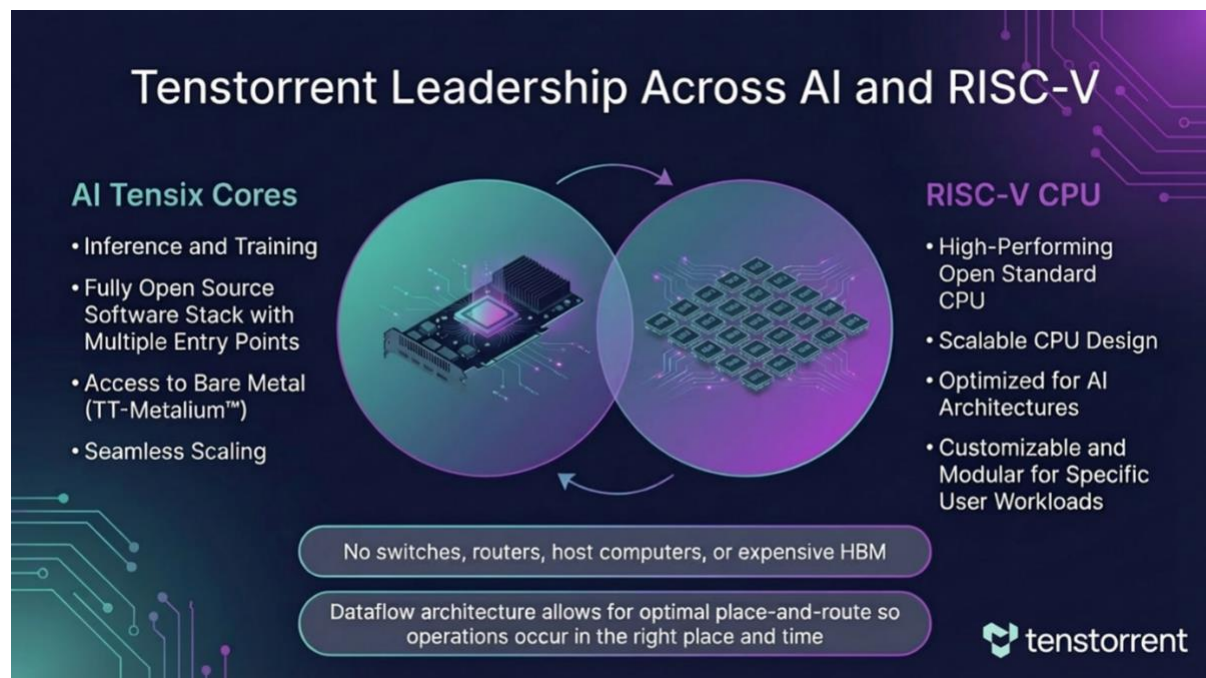 Tenstorrent Leadership Across AI and RISC-V
AI Tensix Cores
• Inference and Training
• Fully Open Source
Software Stack with
Multiple Entry Points
• Access to Bare Metal
(TT-Metalium™)
• Seamless Scaling
RISC-V CPU
• High-Performing
Open Standard
CPU
• Scalable CPU Design
• Optimized for AI
Architectures
• Customizable and
Modular for Specific
User Workloads
No switches, routers, host computers, or expensive HBM
Dataflow architecture allows for optimal place-and-route so
operations occur in the right place and time
tenstorrent